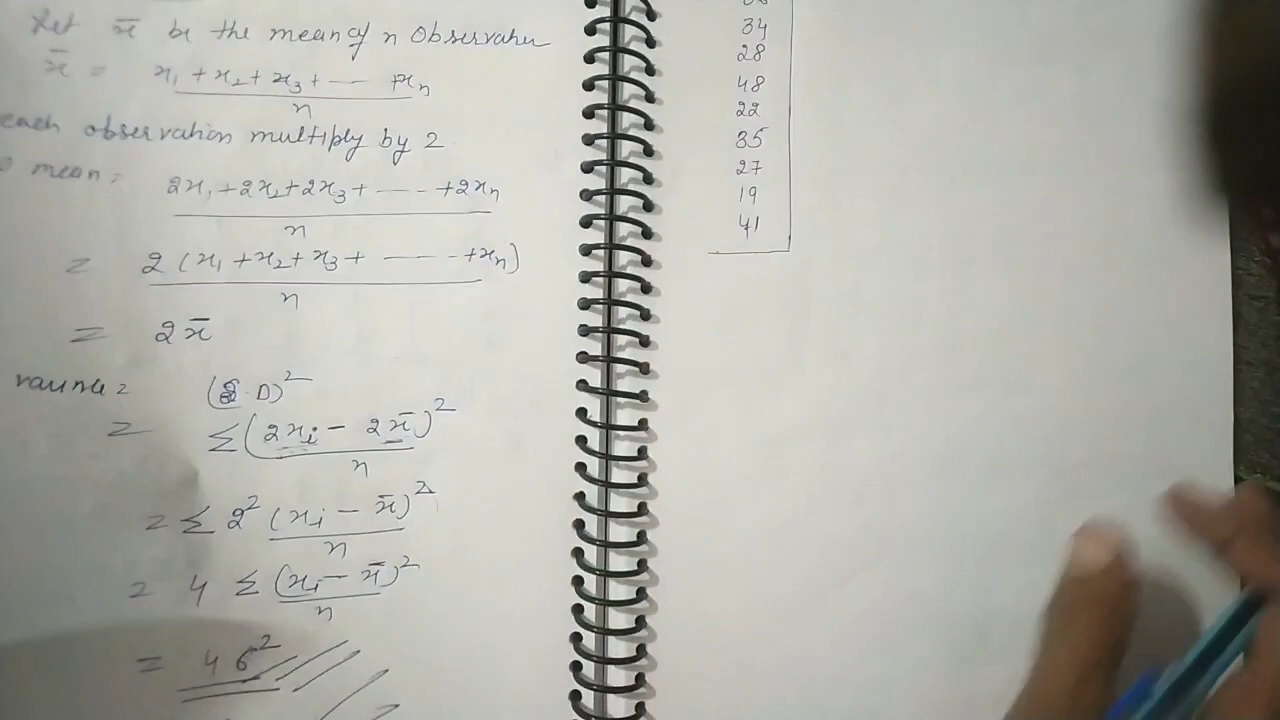 Let x̄ be the mean of n Observation
x̄ = x₁ + x₂ + x₃ + --- + xₙ
n
each observation multiply by 2
mean = 2x₁ + 2x₂ + 2x₃ + ---- + 2xₙ
n
= 2 (x₁ + x₂ + x₃ + ---- + xₙ)
n
= 2x̄
= (S.D)²
= Σ(2xᵢ - 2x̄)²
n
= Σ 2² (xᵢ - x̄)²
n
= 4 Σ (xᵢ - x̄)²
n
= 4 σ²
34
28
48
22
35
27
19
41